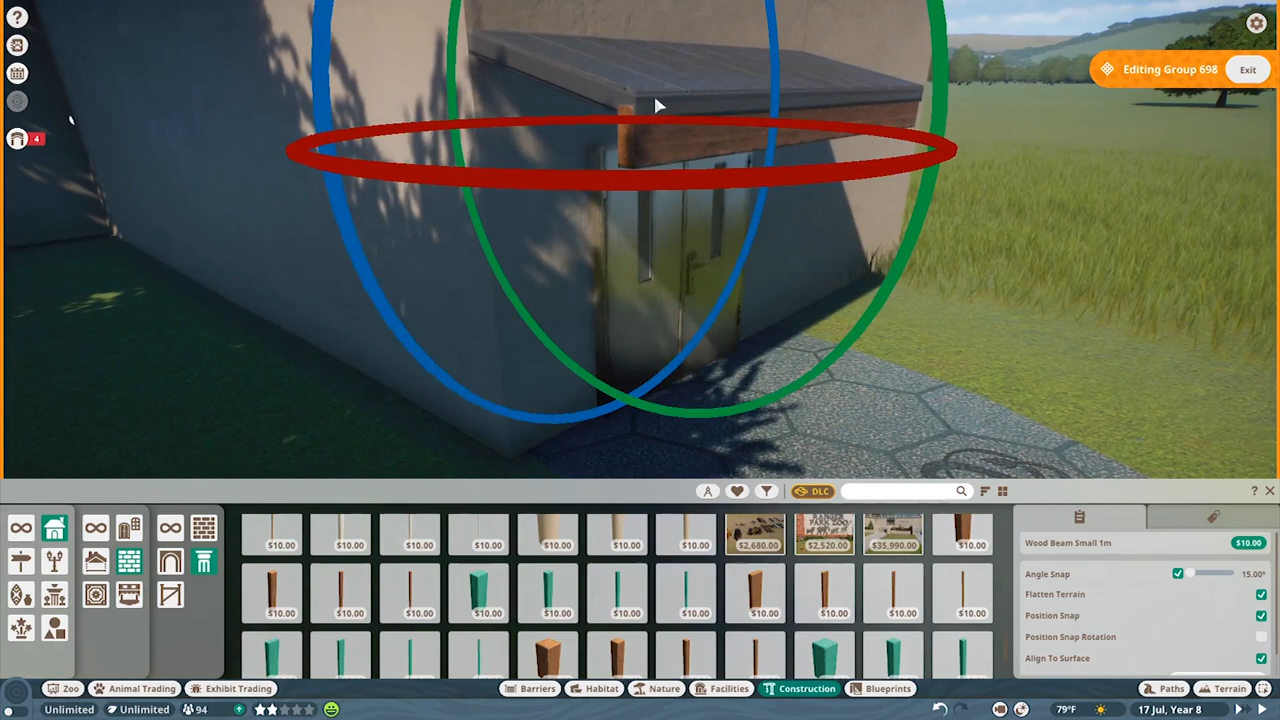 ?
Editing Group 698 Exit
4
DLC
? ×
$10.00 $10.00 $10.00 $10.00 $10.00 $10.00 $10.00 $2,680.00 $2,520.00 $35,990.00 $10.00
$10.00 $10.00 $10.00 $10.00 $10.00 $10.00 $10.00 $10.00 $10.00 $10.00 $10.00
Wood Beam Small 1m $10.00
Angle Snap 15.00°
Flatten Terrain
Position Snap
Position Snap Rotation
Align To Surface
Zoo Animal Trading Exhibit Trading Barriers Habitat Nature Facilities Construction Blueprints Paths Terrain
Unlimited Unlimited 94 79°F 17 Jul, Year 8